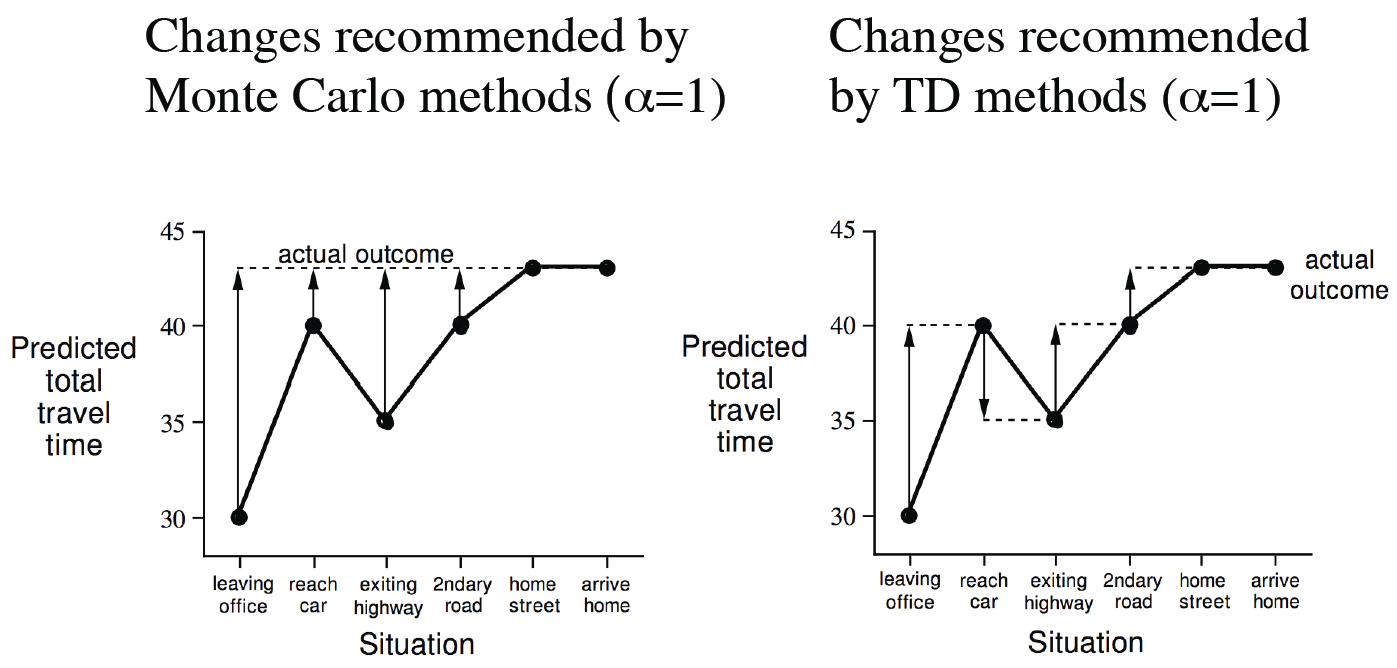 Changes recommended by
Monte Carlo methods (α=1)
45
40
35
30
actual outcome
Predicted
total
travel
time
leaving
office
reach
car
exiting
highway
2ndary
road
home
street
arrive
home
Situation
Changes recommended
by TD methods (α=1)
45
40
35
30
actual
outcome
Predicted
total
travel
time
leaving
office
reach
car
exiting
highway
2ndary
road
home
street
arrive
home
Situation